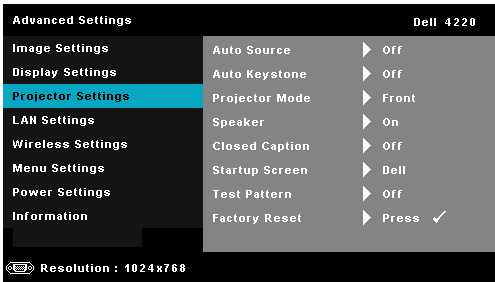 Advanced Settings Dell 4220
Image Settings Auto Source Off
Display Settings Auto Keystone Off
Projector Settings Projector Mode Front
LAN Settings Speaker On
Wireless Settings Closed Caption Off
Menu Settings Startup Screen Dell
Power Settings Test Pattern Off
Information Factory Reset Press ✓
Resolution : 1024x768